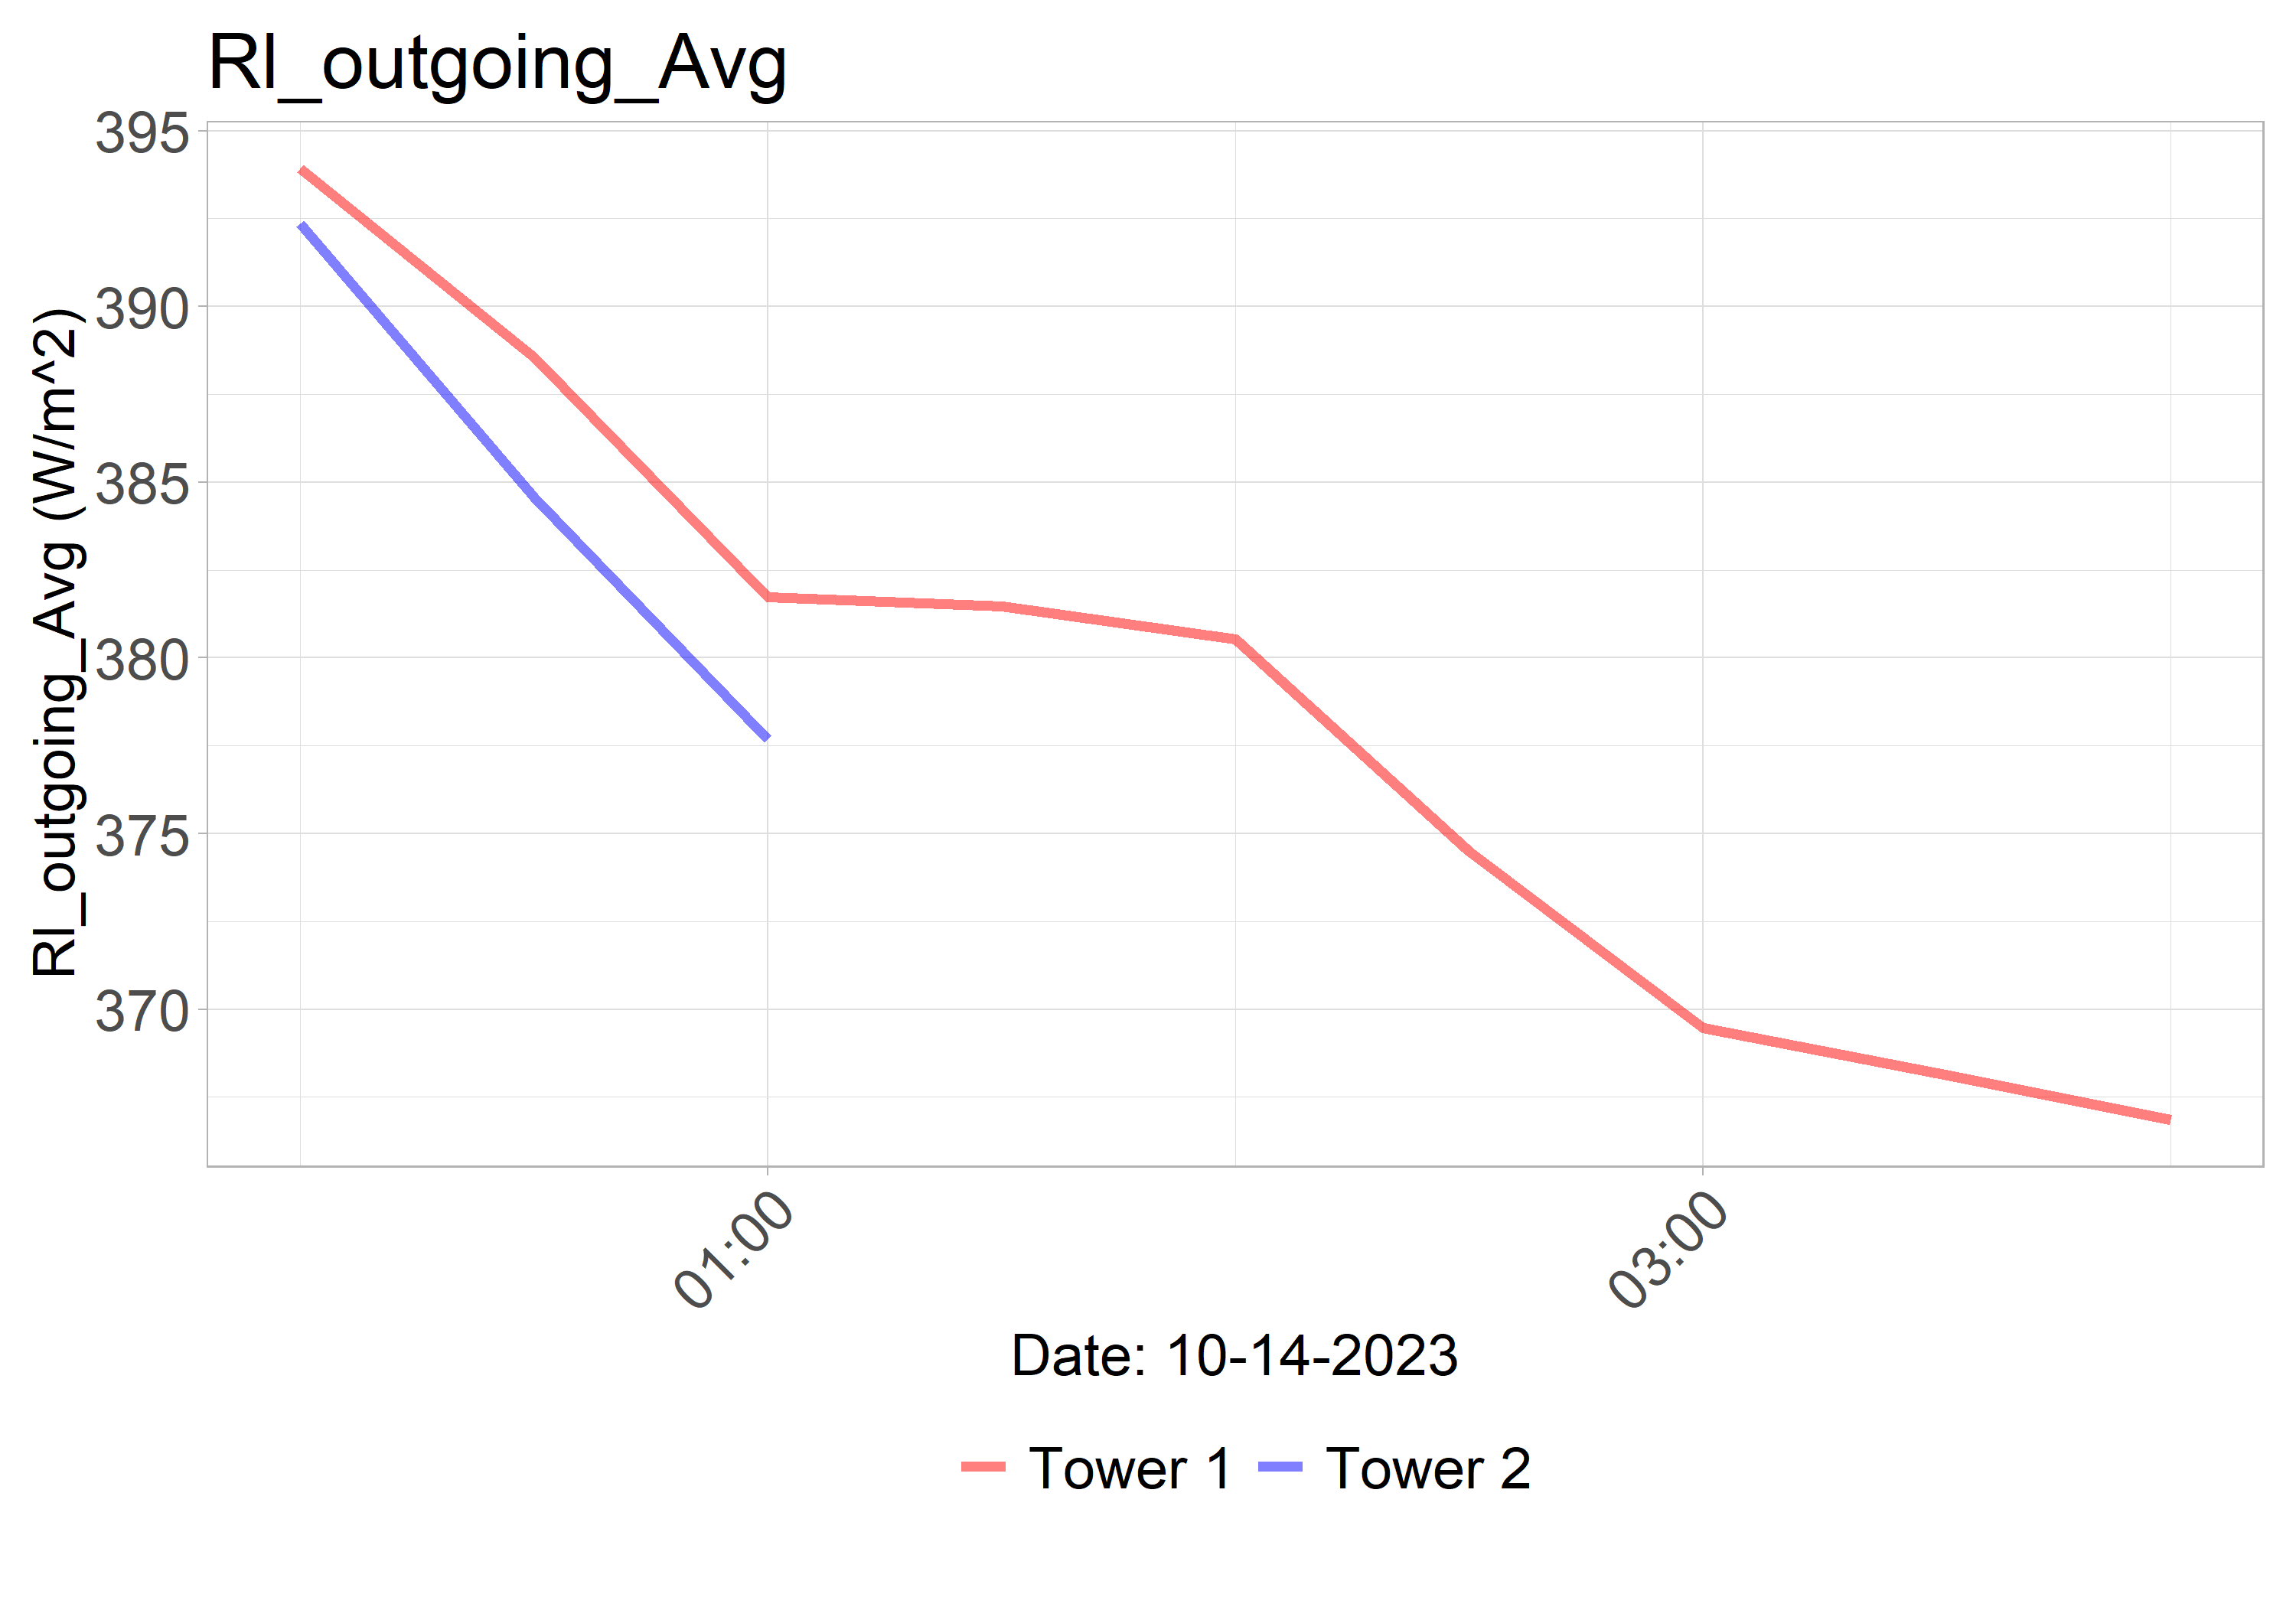 Rl_outgoing_Avg
Rl_outgoing_Avg (W/m^2)
395
390
385
380
375
370
01:00
03:00
Date: 10-14-2023
Tower 1
Tower 2